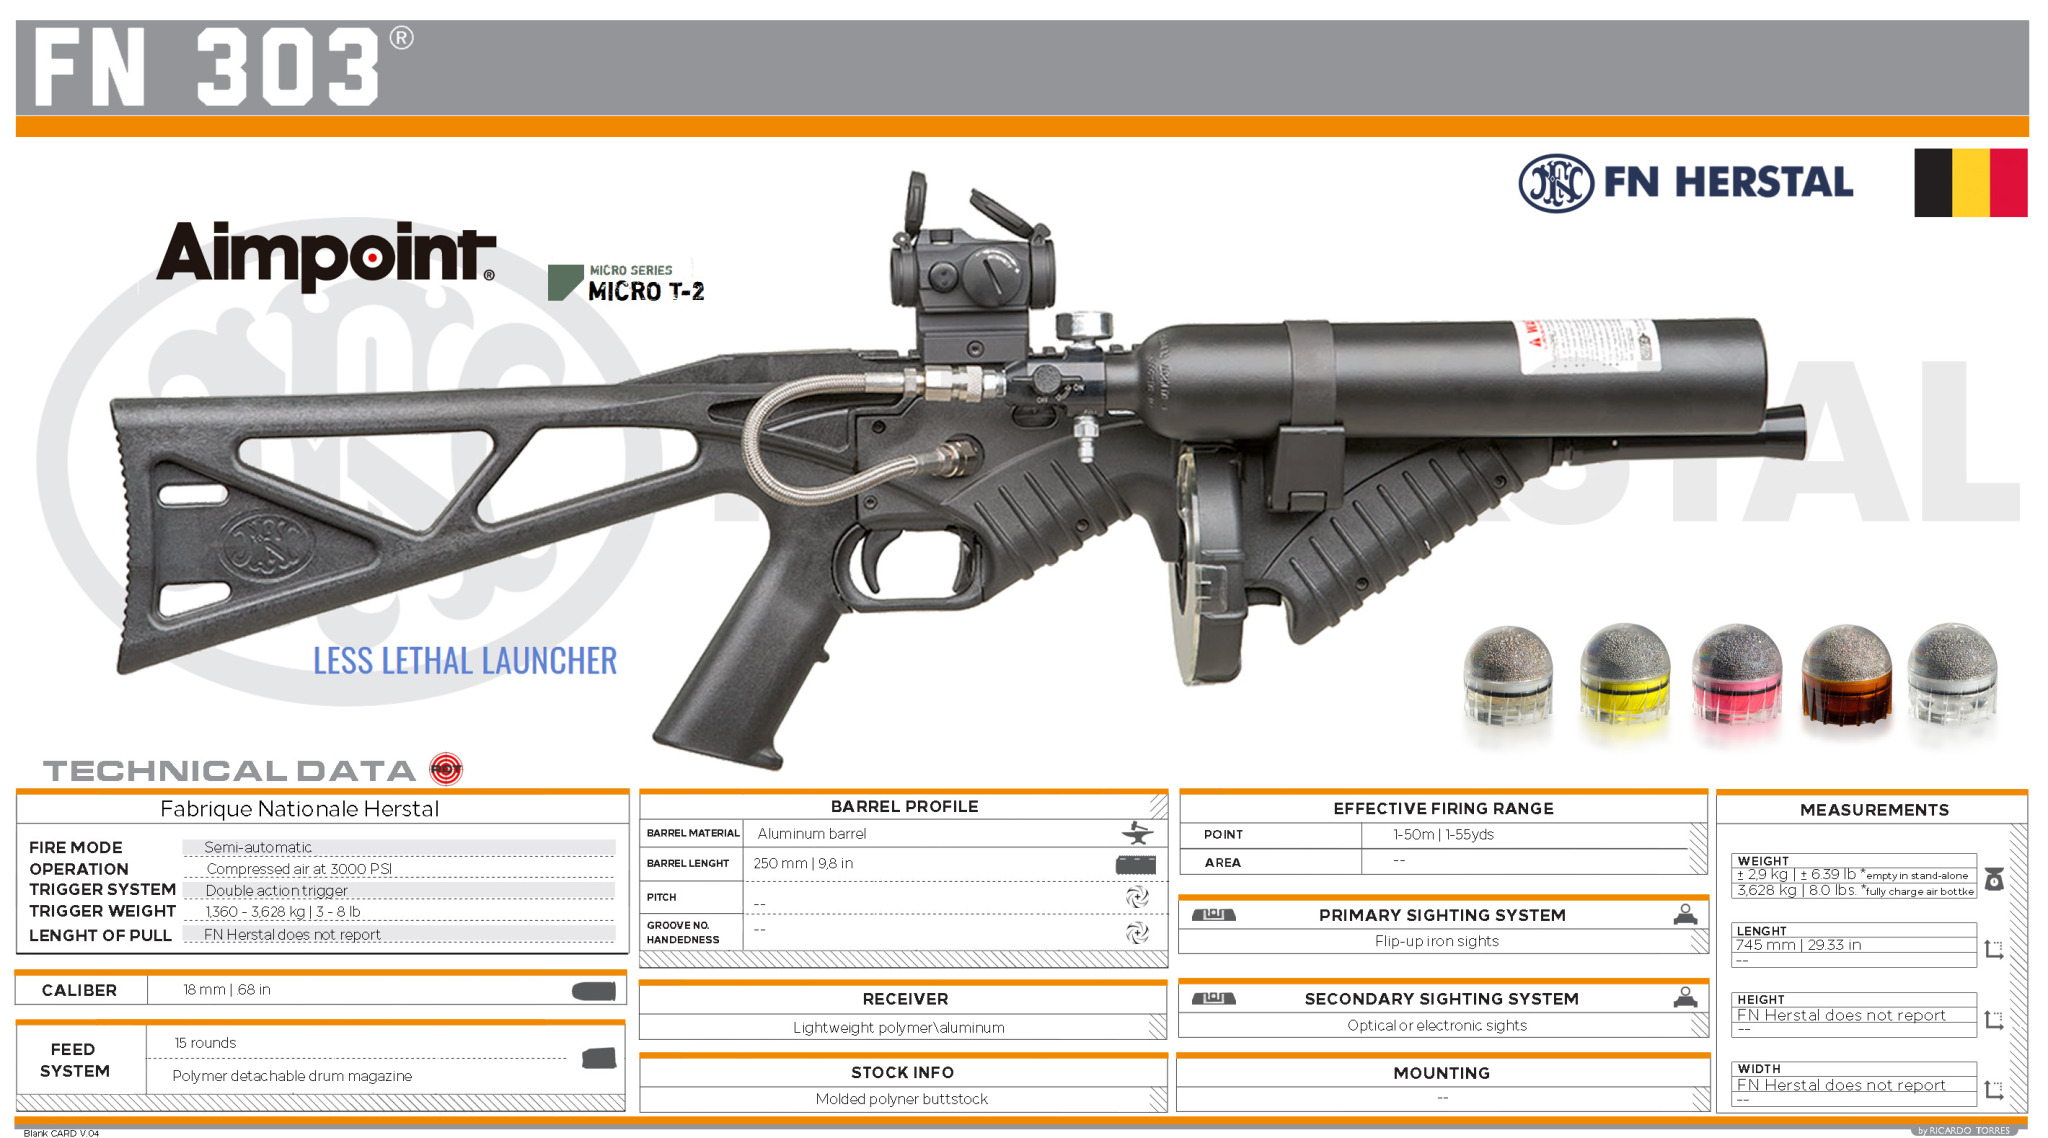 FN 303®
FN HERSTAL
Aimpoint®
MICRO SERIES
MICRO T-2
ON
OFF
LESS LETHAL LAUNCHER
TECHNICAL DATA
Fabrique Nationale Herstal
FIRE MODE Semi-automatic
OPERATION Compressed air at 3000 PSI
TRIGGER SYSTEM Double action trigger
TRIGGER WEIGHT 1,360 - 3,628 kg | 3 - 8 lb
LENGHT OF PULL FN Herstal does not report
CALIBER 18 mm | .68 in
FEED SYSTEM
15 rounds
Polymer detachable drum magazine
BARREL PROFILE
BARREL MATERIAL Aluminum barrel
BARREL LENGHT 250 mm | 9,8 in
PITCH --
GROOVE NO. --
HANDEDNESS
RECEIVER
Lightweight polymer\aluminum
STOCK INFO
Molded polyner buttstock
EFFECTIVE FIRING RANGE
POINT 1-50m | 1-55yds
AREA --
PRIMARY SIGHTING SYSTEM
Flip-up iron sights
SECONDARY SIGHTING SYSTEM
Optical or electronic sights
MOUNTING
--
MEASUREMENTS
WEIGHT
± 2,9 kg | ± 6.39 lb *empty in stand-alone
3,628 kg | 8.0 lbs. *fully charge air bottke
LENGHT
745 mm | 29.33 in
--
HEIGHT
FN Herstal does not report
--
WIDTH
FN Herstal does not report
--
Blank CARD V.04
by RICARDO TORRES